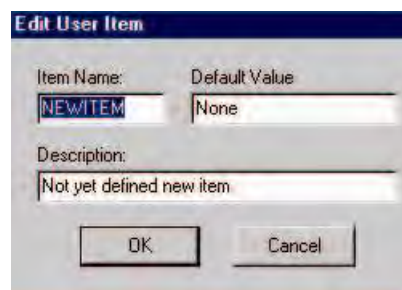 Edit User Item
Item Name: Default Value
NEWITEM None
Description:
Not yet defined new item
OK Cancel